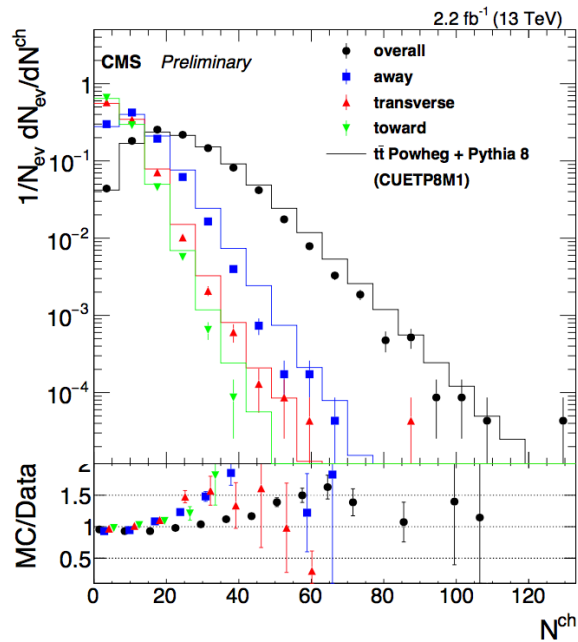 2.2 fb⁻¹ (13 TeV)
CMS Preliminary
overall
away
transverse
toward
tt̄ Powheg + Pythia 8
(CUETP8M1)
1/N_ev dN_ev/dN^ch
1
10⁻¹
10⁻²
10⁻³
10⁻⁴
MC/Data
2
1.5
1
0.5
0 20 40 60 80 100 120
N^ch